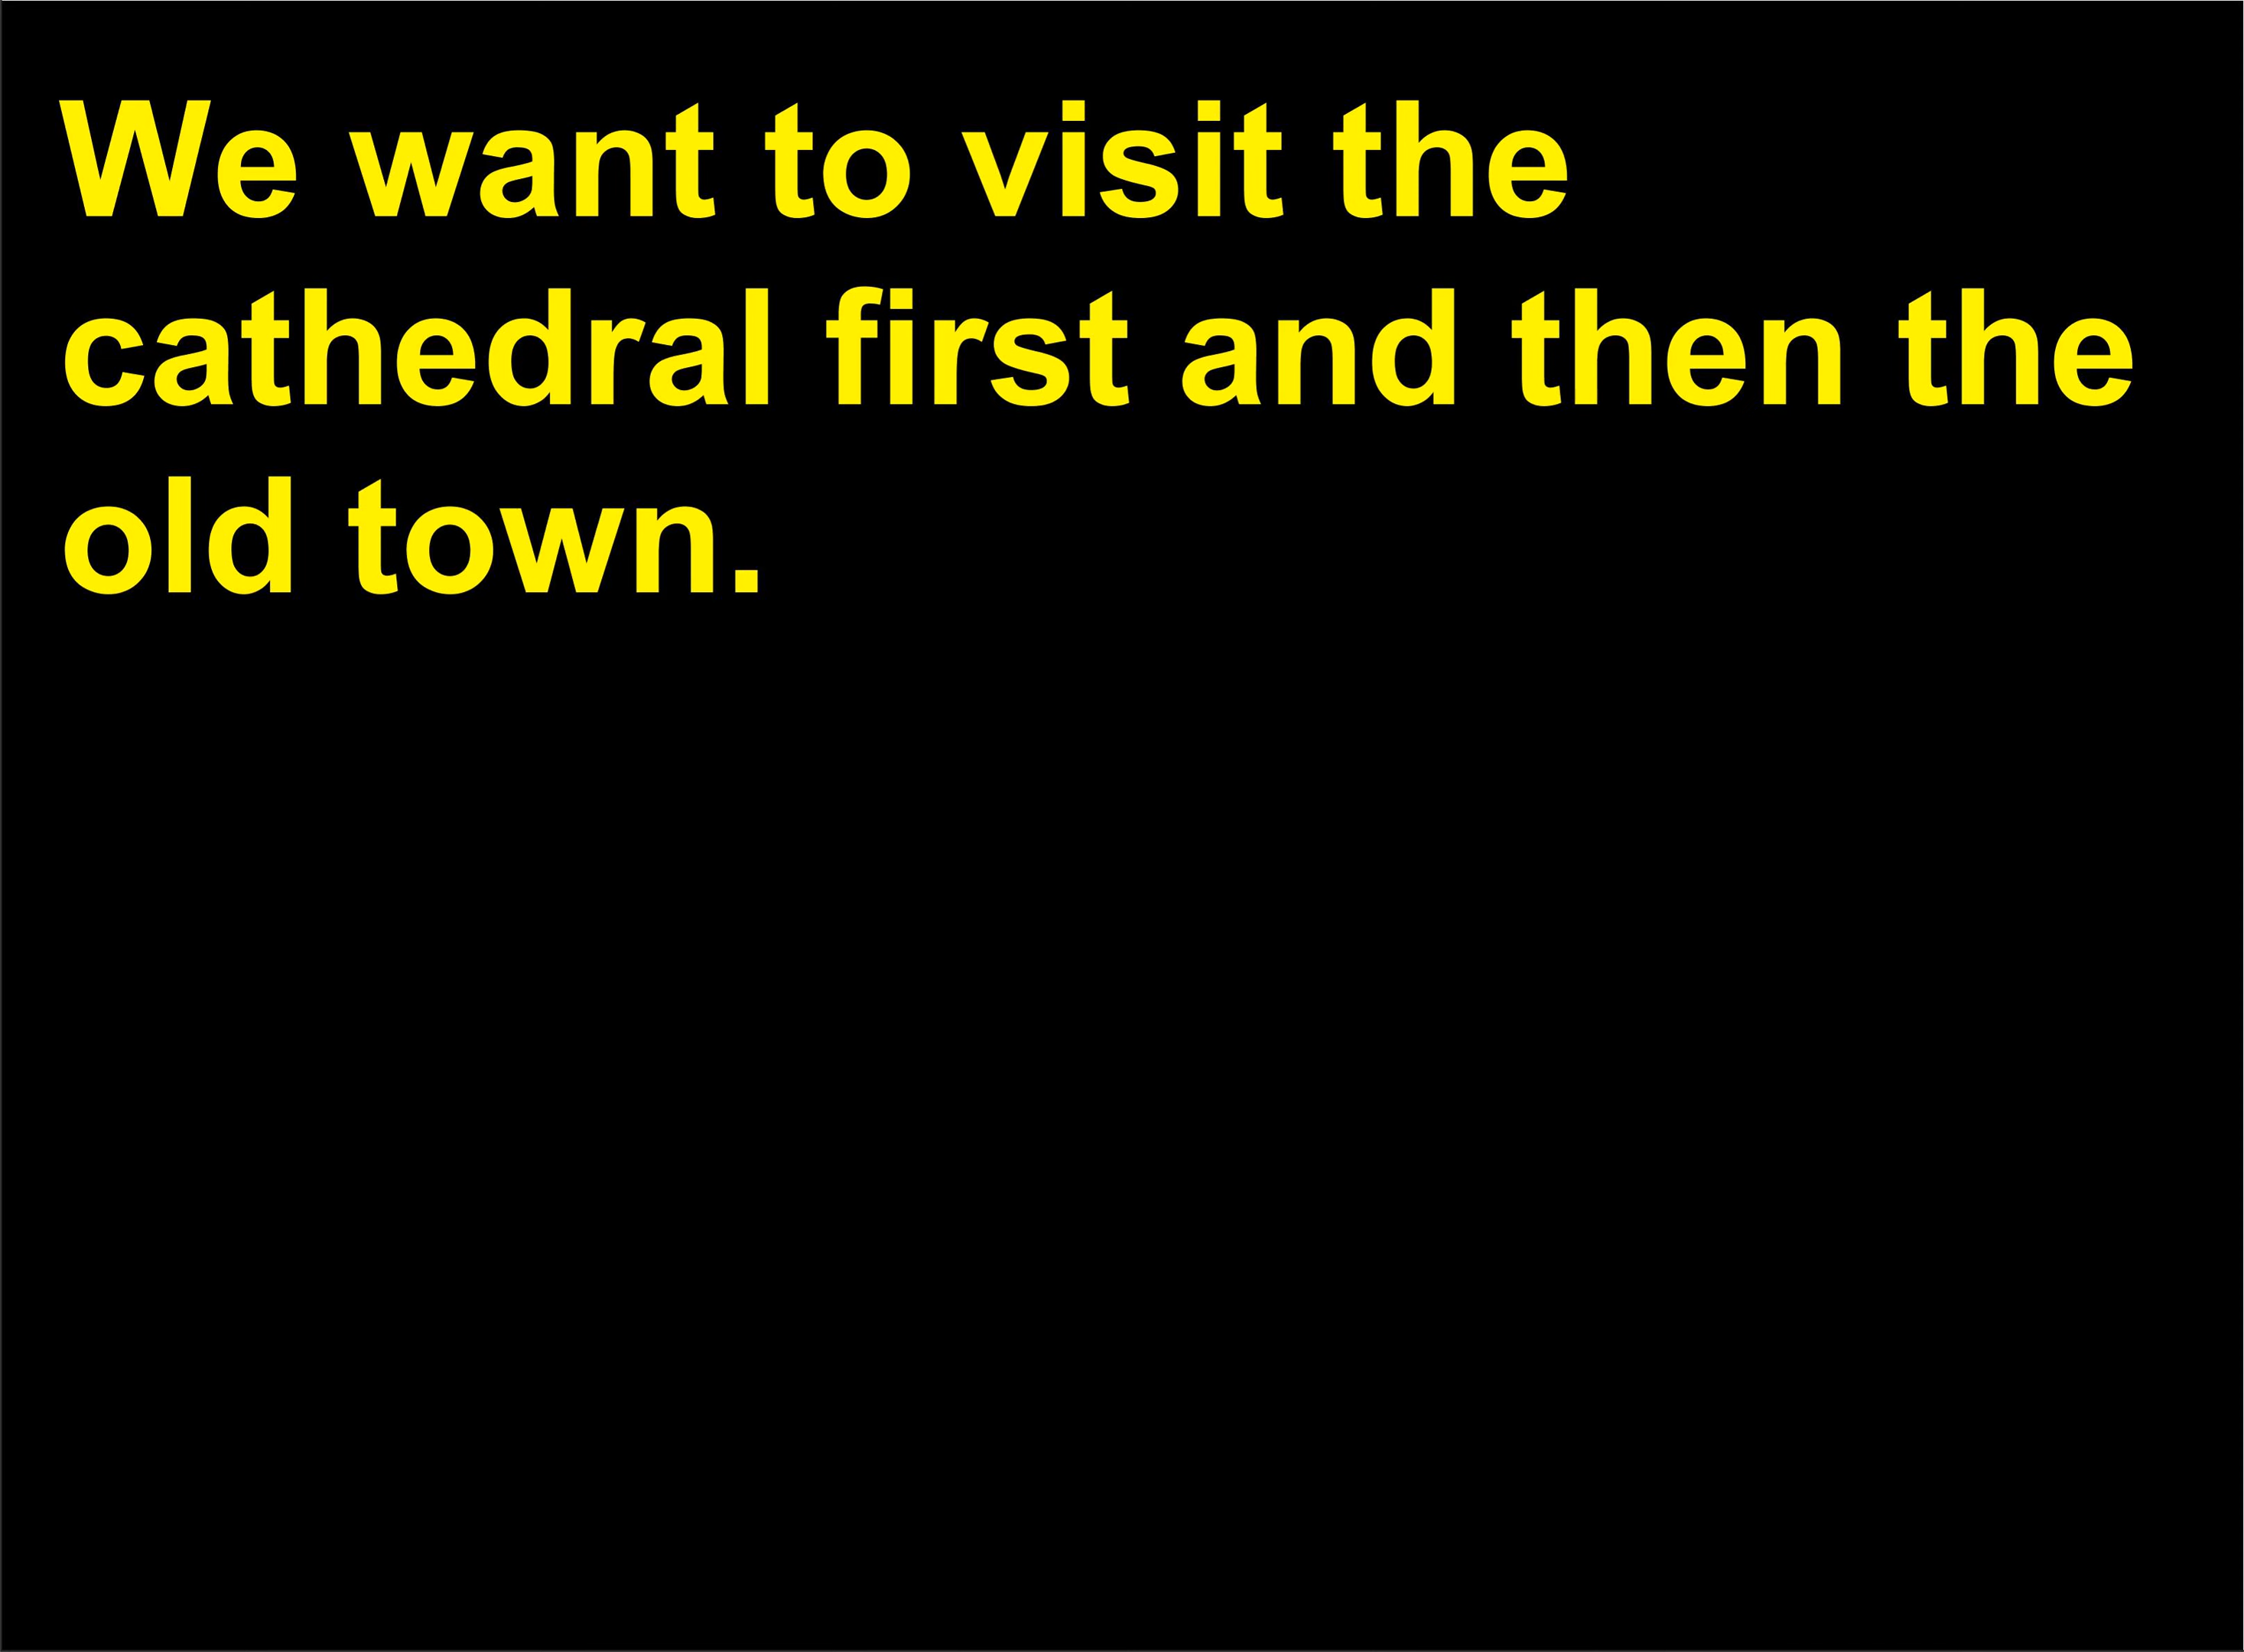 We want to visit the
cathedral first and then the
old town.